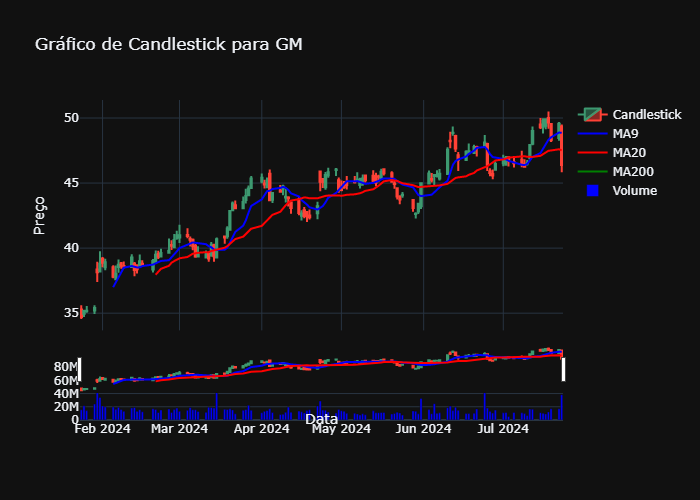 Gráfico de Candlestick para GM
50
45
40
35
Preço
Candlestick
MA9
MA20
MA200
Volume
80M
60M
40M
20M
0
Data
Feb 2024
Mar 2024
Apr 2024
May 2024
Jun 2024
Jul 2024